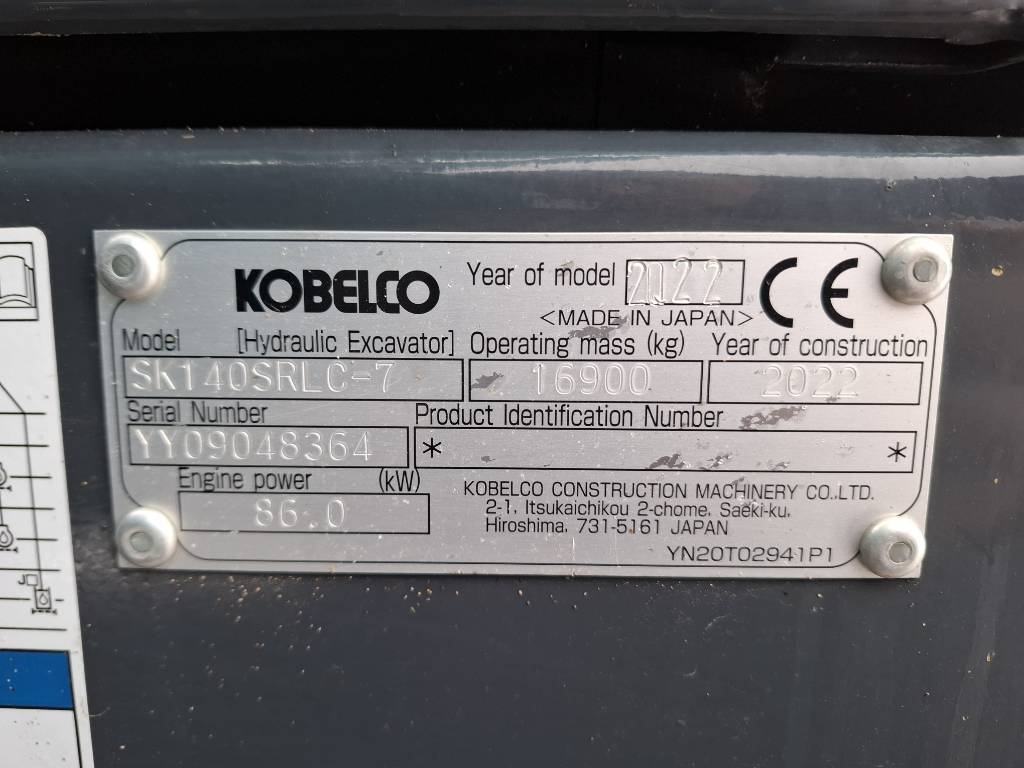 KOBELCO
Year of model 2022
CE
<MADE IN JAPAN>
Model [Hydraulic Excavator] Operating mass (kg) Year of construction
SK140SRLC-7 16900 2022
Serial Number Product Identification Number
YY09048364 * *
Engine power (kW)
86.0
KOBELCO CONSTRUCTION MACHINERY CO.,LTD.
2-1, Itsukaichikou 2-chome, Saeki-ku,
Hiroshima, 731-5161 JAPAN
YN20T02941P1